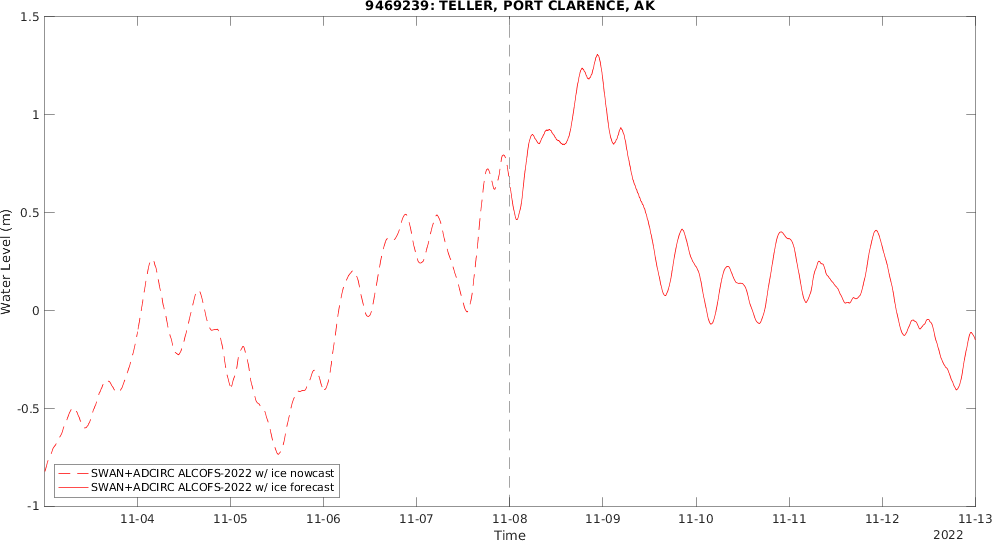 9469239: TELLER, PORT CLARENCE, AK
1.5
1
0.5
0
-0.5
-1
Water Level (m)
SWAN+ADCIRC ALCOFS-2022 w/ ice nowcast
SWAN+ADCIRC ALCOFS-2022 w/ ice forecast
11-04 11-05 11-06 11-07 11-08 11-09 11-10 11-11 11-12 11-13
Time
2022